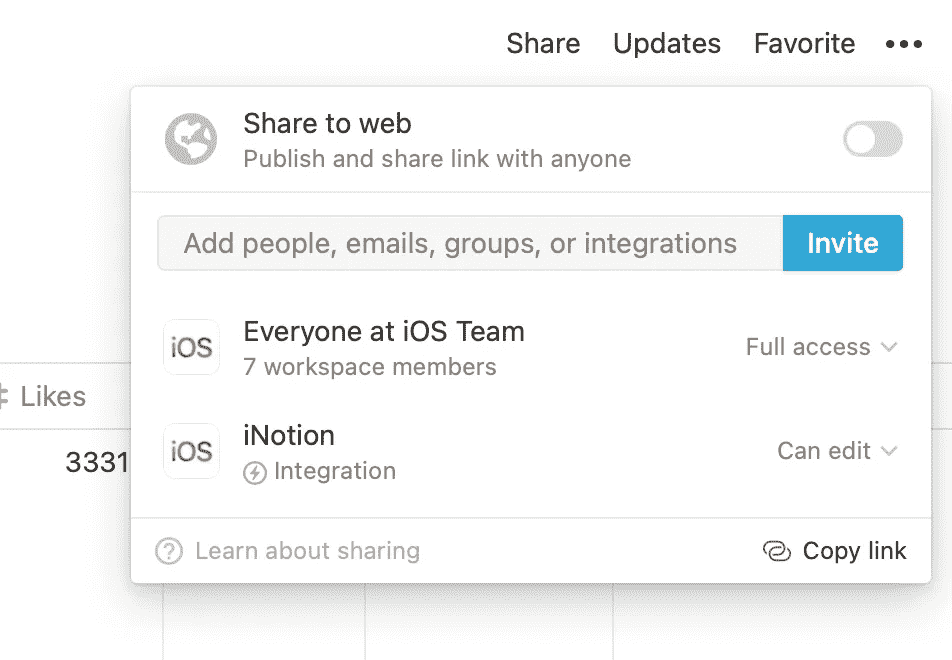 Share Updates Favorite •••
Share to web
Publish and share link with anyone
Add people, emails, groups, or integrations Invite
iOS Everyone at iOS Team Full access
7 workspace members
Likes
iOS iNotion Can edit
Integration
3331
? Learn about sharing Copy link